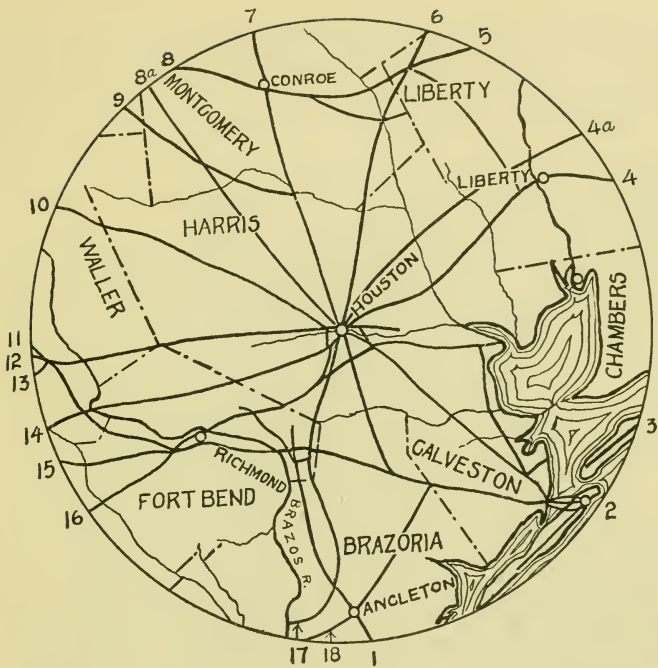 7
6
8
5
8a
CONROE
9
MONTGOMERY
LIBERTY
4a
LIBERTY
4
10
HARRIS
WALLER
HOUSTON
CHAMBERS
11
12
13
14
3
15
RICHMOND
GALVESTON
16
FORT BEND
BRAZOS R.
2
BRAZORIA
ANGLETON
17
18
1